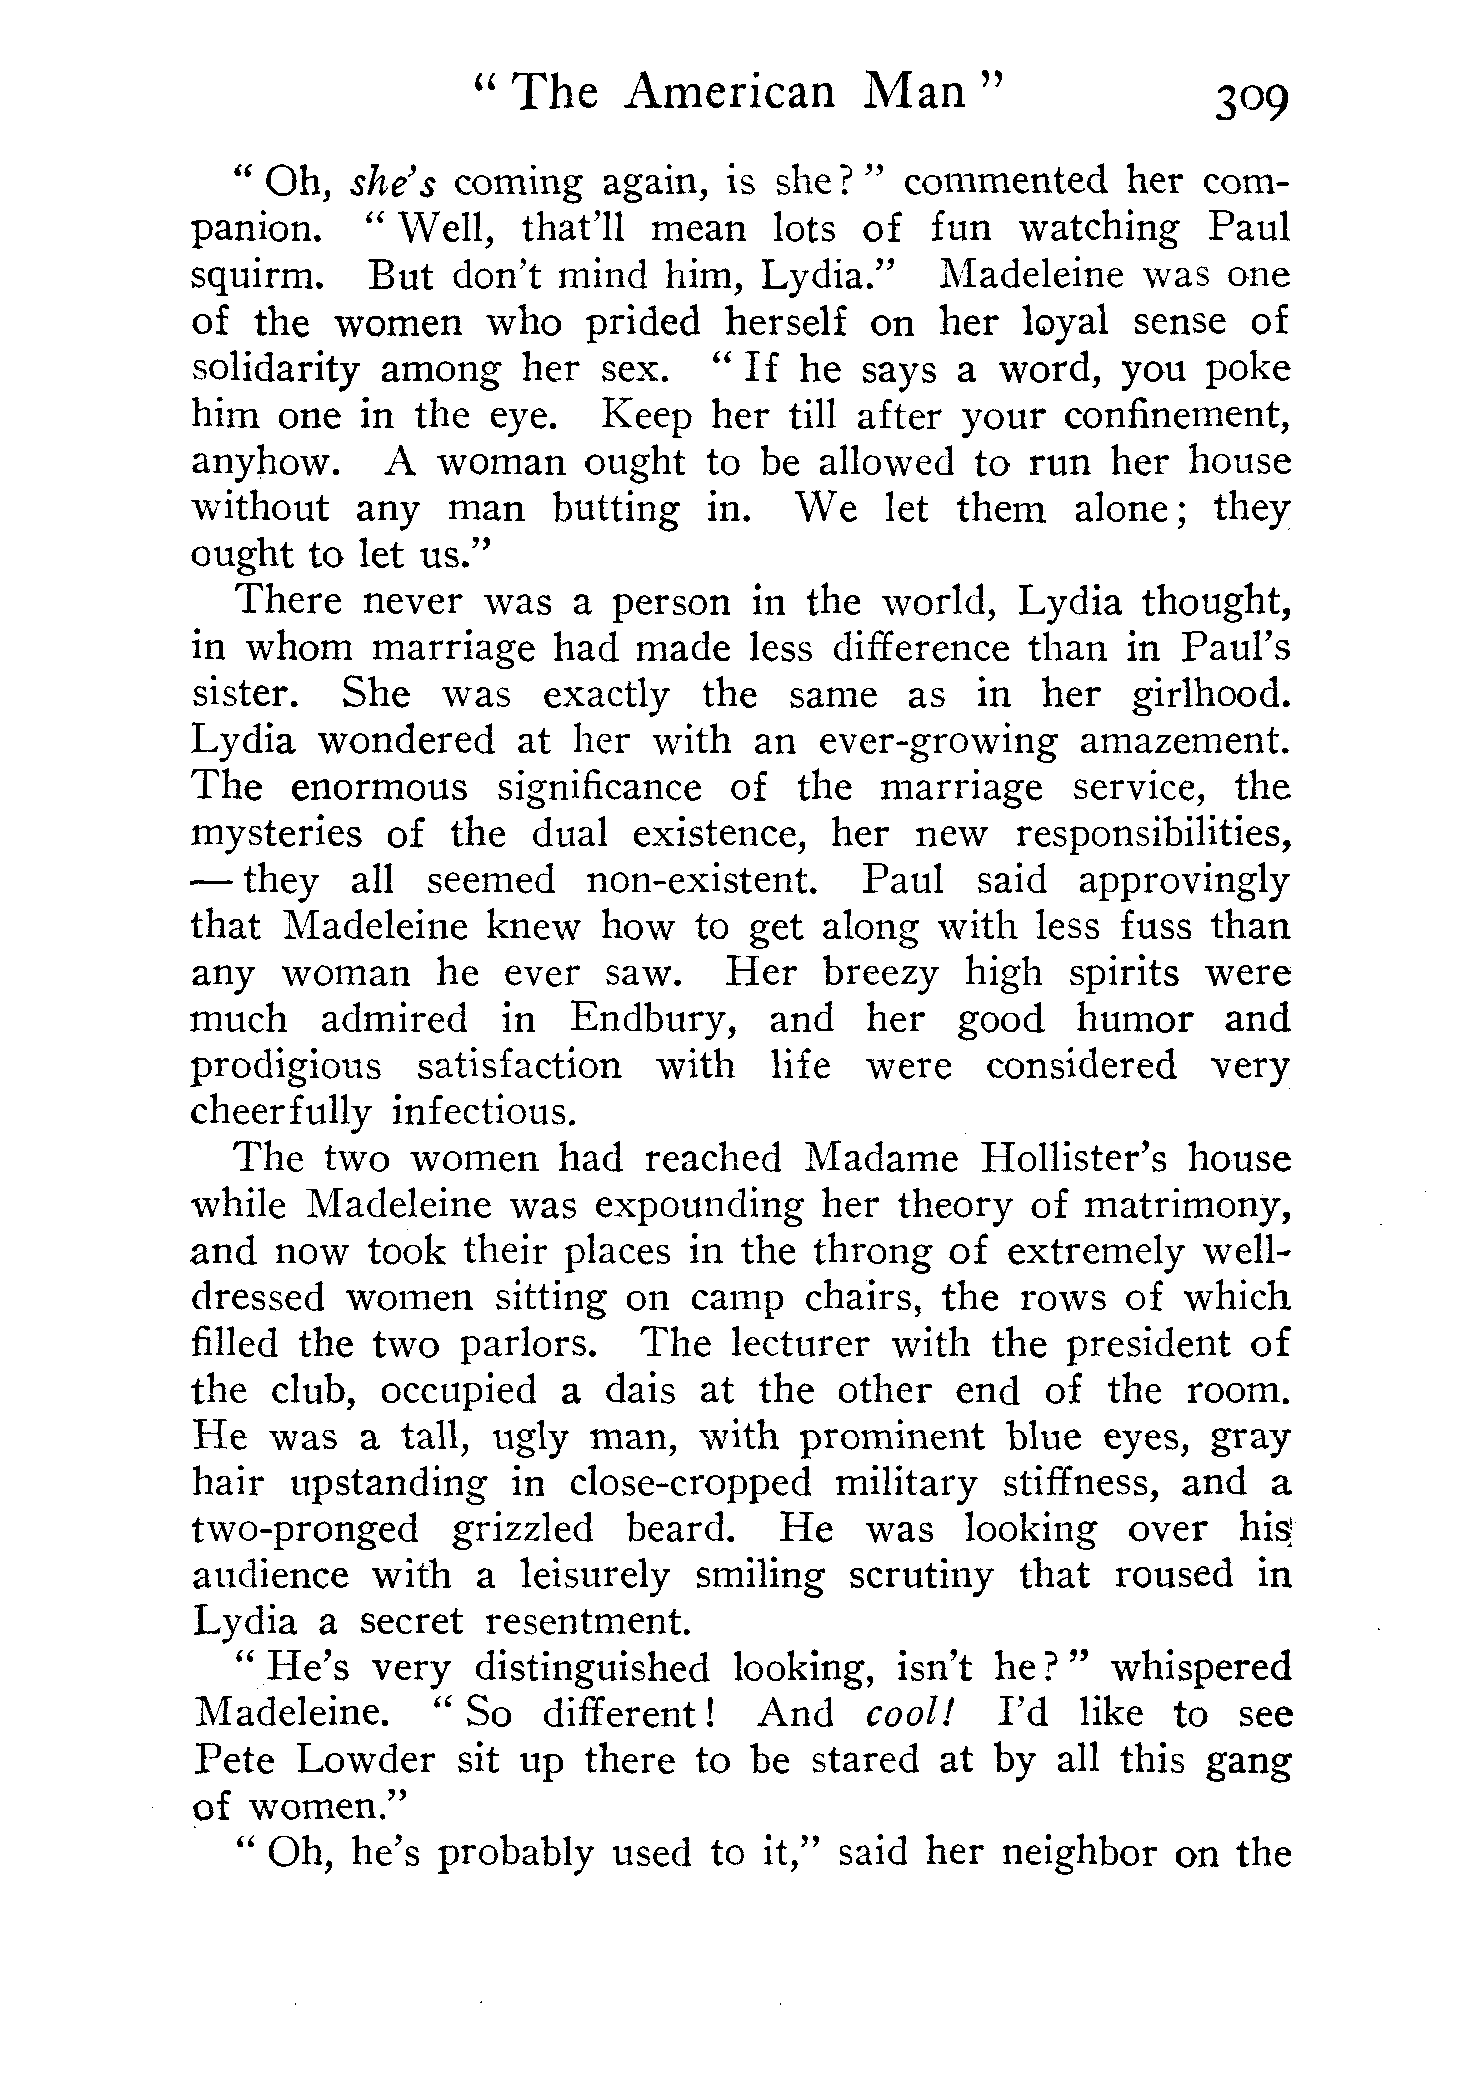 “ The American Man ” 309
“ Oh, she’s coming again, is she? ” commented her com-
panion. “ Well, that’ll mean lots of fun watching Paul
squirm. But don’t mind him, Lydia.” Madeleine was one
of the women who prided herself on her loyal sense of
solidarity among her sex. “ If he says a word, you poke
him one in the eye. Keep her till after your confinement,
anyhow. A woman ought to be allowed to run her house
without any man butting in. We let them alone; they
ought to let us.”
There never was a person in the world, Lydia thought,
in whom marriage had made less difference than in Paul’s
sister. She was exactly the same as in her girlhood.
Lydia wondered at her with an ever-growing amazement.
The enormous significance of the marriage service, the
mysteries of the dual existence, her new responsibilities,
— they all seemed non-existent. Paul said approvingly
that Madeleine knew how to get along with less fuss than
any woman he ever saw. Her breezy high spirits were
much admired in Endbury, and her good humor and
prodigious satisfaction with life were considered very
cheerfully infectious.
The two women had reached Madame Hollister’s house
while Madeleine was expounding her theory of matrimony,
and now took their places in the throng of extremely well-
dressed women sitting on camp chairs, the rows of which
filled the two parlors. The lecturer with the president of
the club, occupied a dais at the other end of the room.
He was a tall, ugly man, with prominent blue eyes, gray
hair upstanding in close-cropped military stiffness, and a
two-pronged grizzled beard. He was looking over his
audience with a leisurely smiling scrutiny that roused in
Lydia a secret resentment.
“ He’s very distinguished looking, isn’t he? ” whispered
Madeleine. “ So different! And cool! I’d like to see
Pete Lowder sit up there to be stared at by all this gang
of women.”
“ Oh, he’s probably used to it,” said her neighbor on the